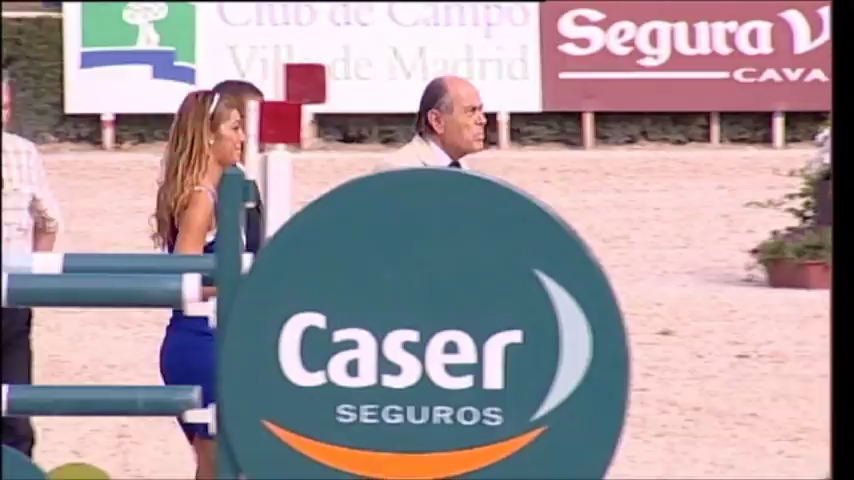 Club de Campo
Villa de Madrid
Segura V
CAVA
Caser
SEGUROS